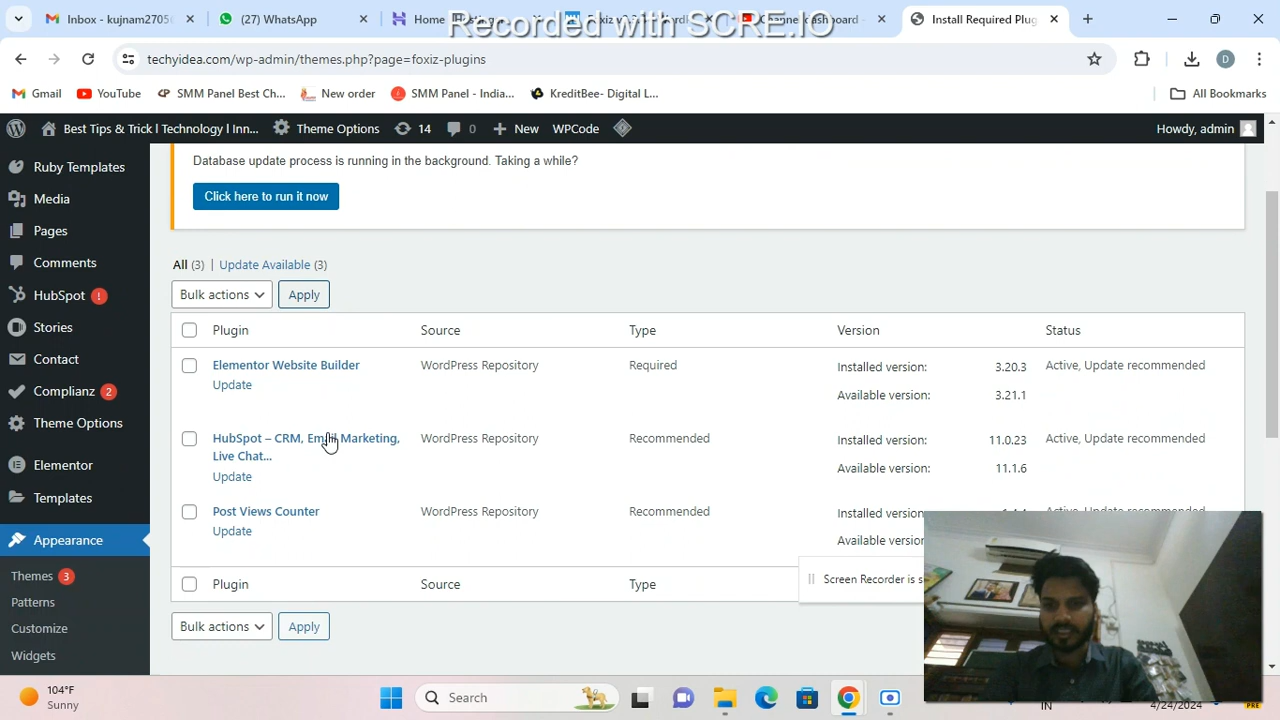 Inbox - kujnam2705
(27) WhatsApp
Channel dashboard -
Install Required Plug
Recorded with SCRE.IO
techyidea.com/wp-admin/themes.php?page=foxiz-plugins
Gmail
YouTube
SMM Panel Best Ch...
New order
SMM Panel - India...
KreditBee- Digital L...
All Bookmarks
Best Tips & Trick l Technology l Inn...
Theme Options
14
0
New
WPCode
Howdy, admin
Ruby Templates
Media
Pages
Comments
HubSpot !
Stories
Contact
Complianz 2
Theme Options
Elementor
Templates
Appearance
Themes 3
Patterns
Customize
Widgets
Database update process is running in the background. Taking a while?
Click here to run it now
All (3) | Update Available (3)
Bulk actions
Apply
Plugin
Source
Type
Version
Status
Elementor Website Builder
Update
WordPress Repository
Required
Installed version: 3.20.3
Available version: 3.21.1
Active, Update recommended
HubSpot – CRM, Email Marketing,
Live Chat...
Update
WordPress Repository
Recommended
Installed version: 11.0.23
Available version: 11.1.6
Active, Update recommended
Post Views Counter
Update
WordPress Repository
Recommended
Installed version:
Available version
Plugin
Source
Type
Screen Recorder is s
Bulk actions
Apply
104°F
Sunny
Search
IN
4/24/2024
PRE